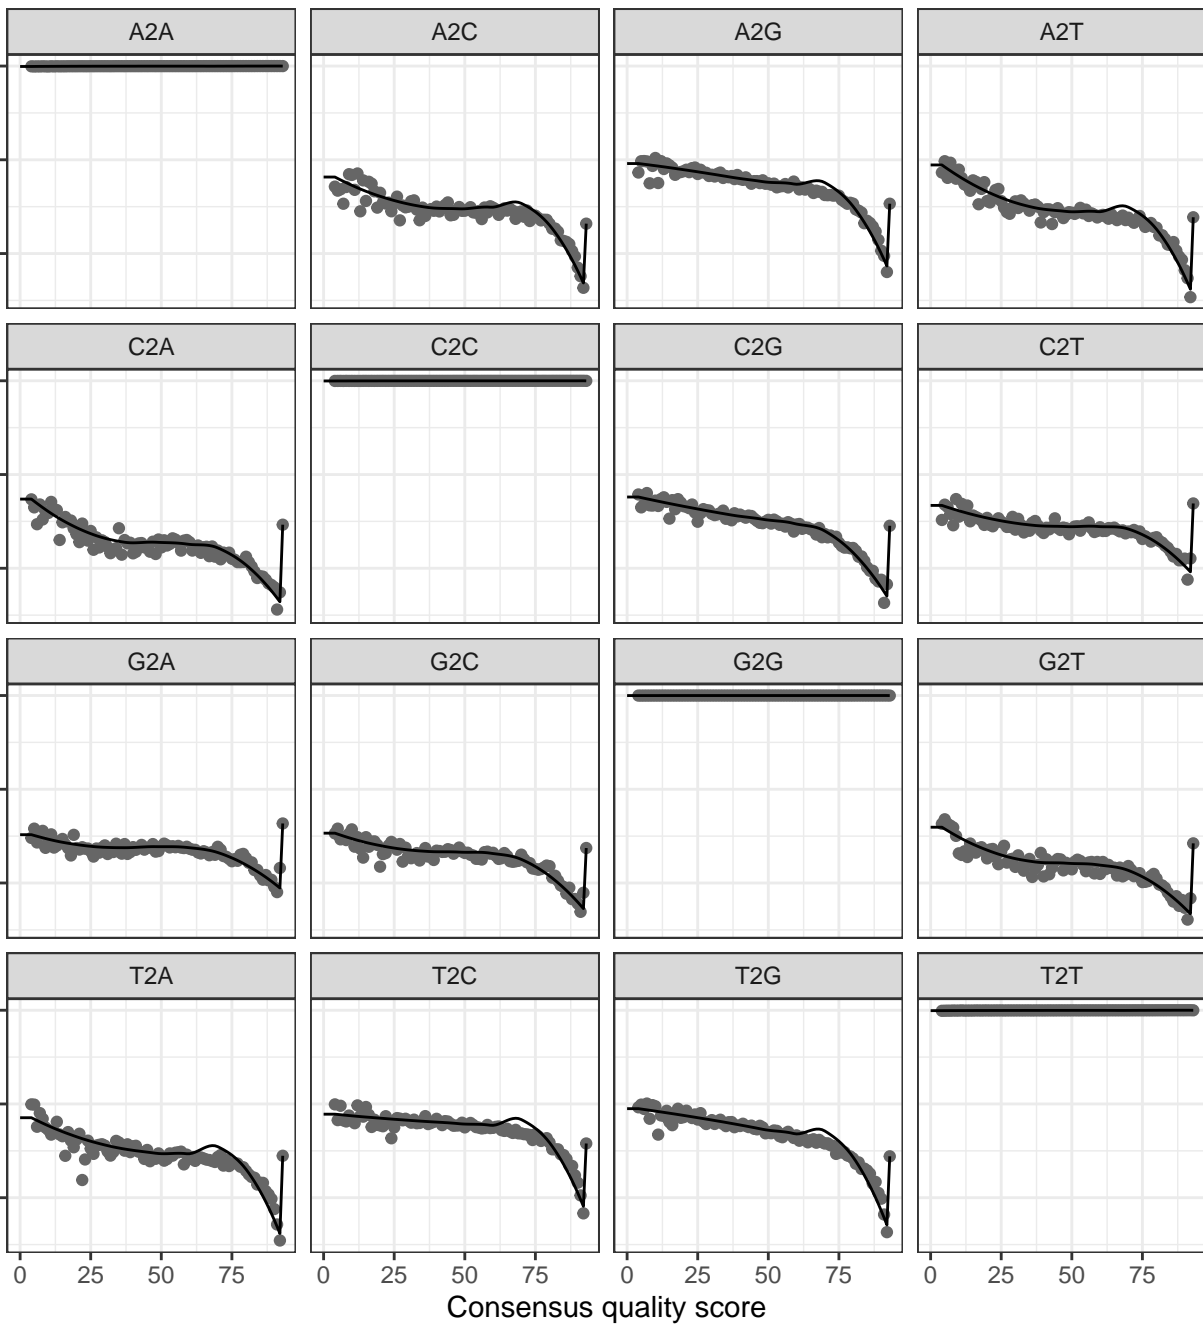 A2A A2C A2G A2T
C2A C2C C2G C2T
G2A G2C G2G G2T
T2A T2C T2G T2T
0 25 50 75 0 25 50 75 0 25 50 75 0 25 50 75
Consensus quality score